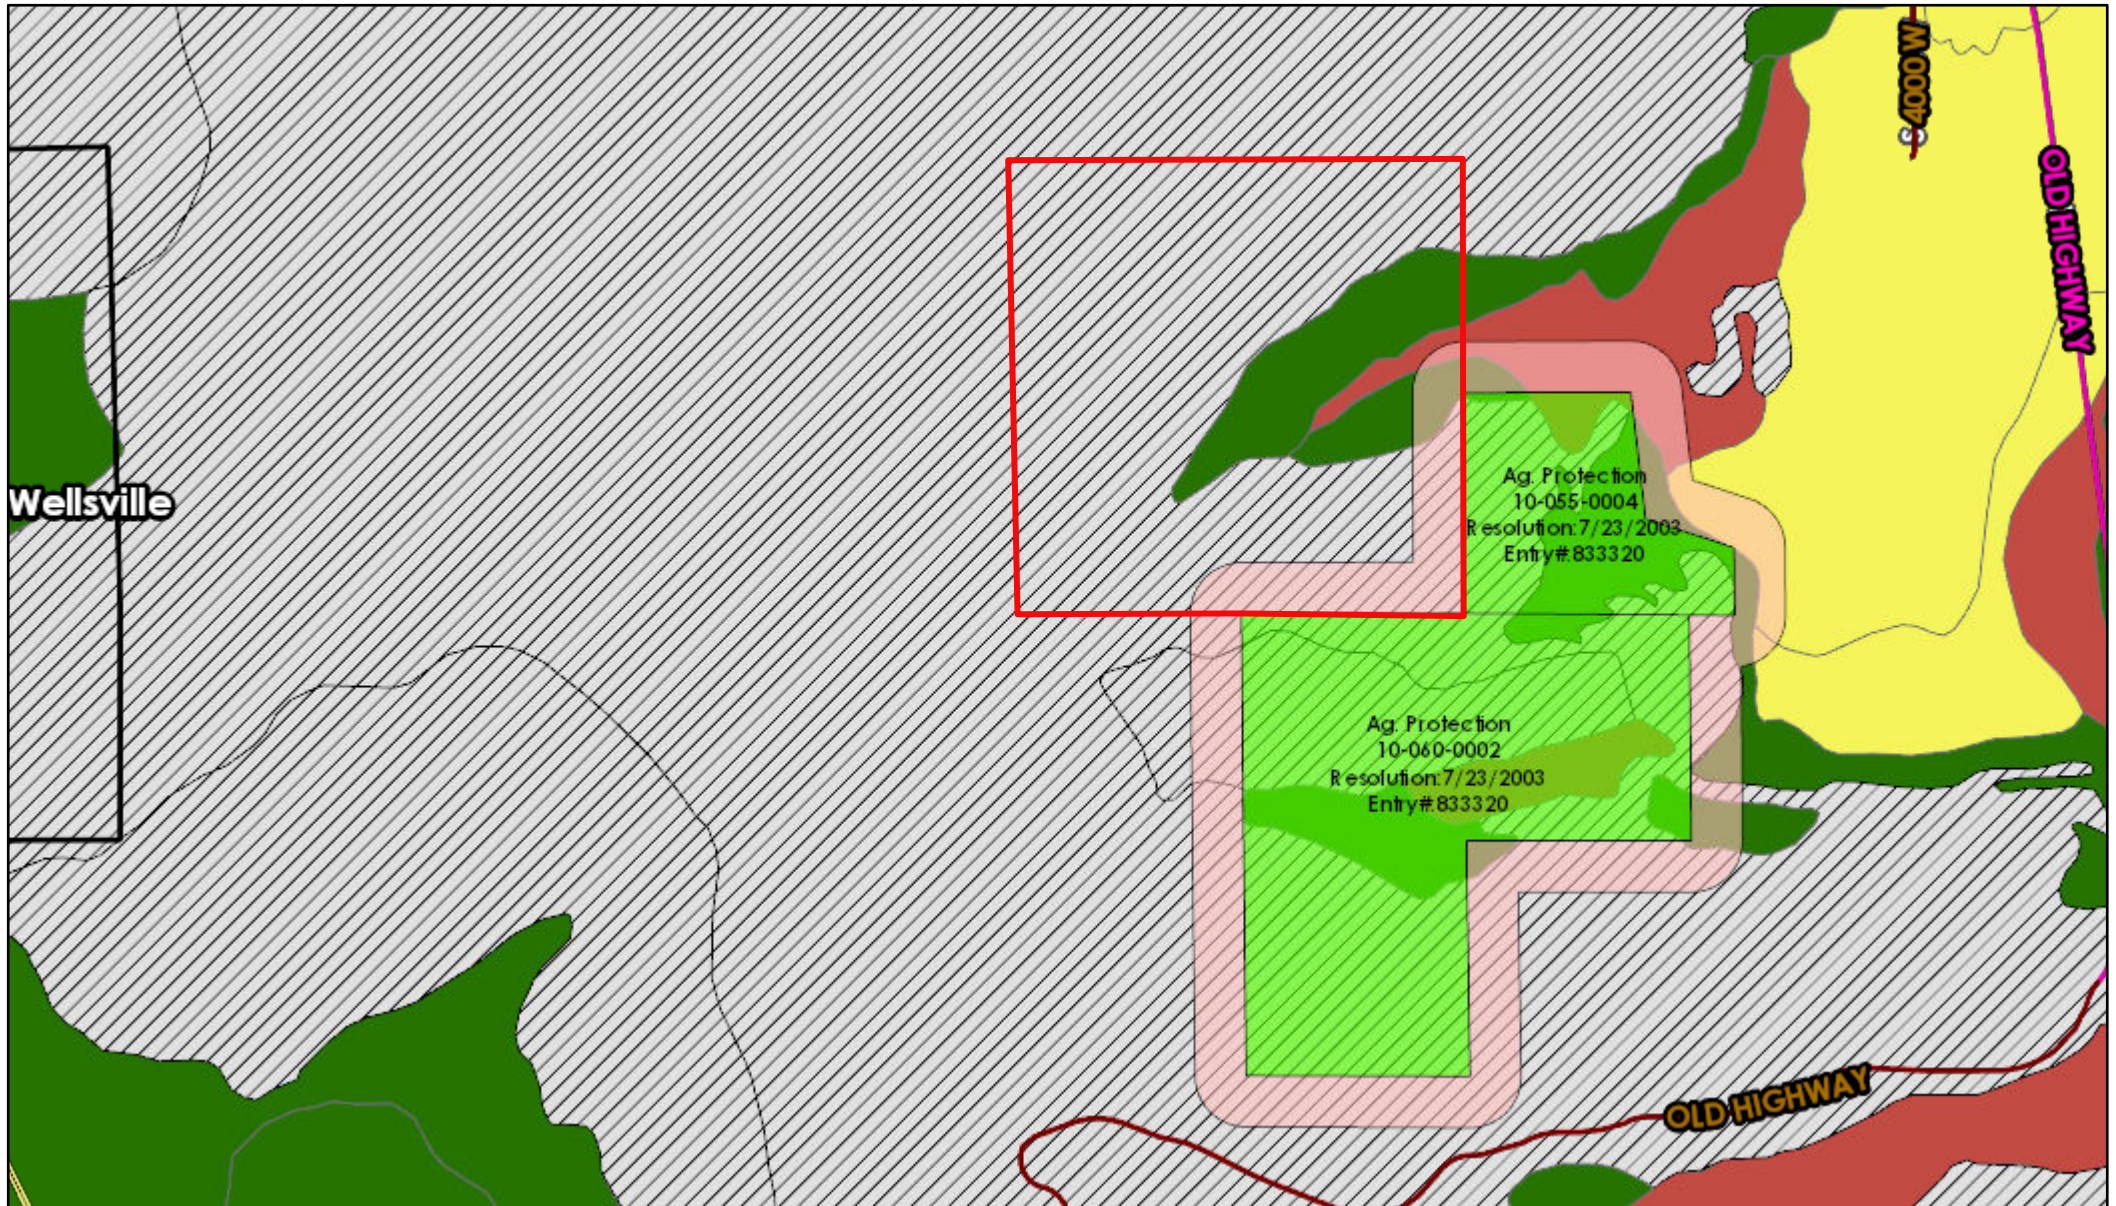 S 4000 W
OLD HIGHWAY
Wellsville
Ag. Protection
10-055-0004
Resolution:7/23/2003
Entry#:833320
Ag. Protection
10-060-0002
Resolution:7/23/2003
Entry#:833320
OLD HIGHWAY